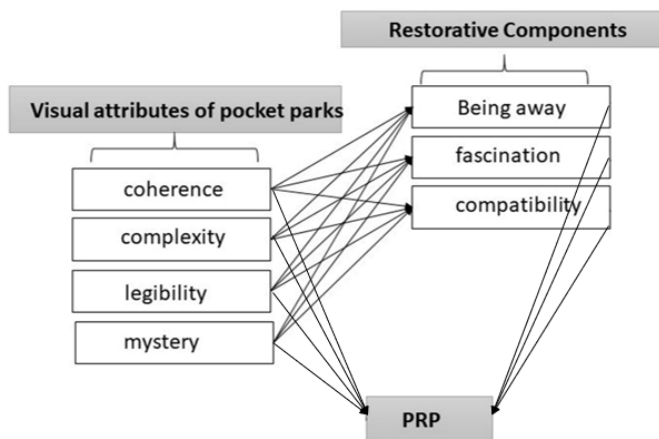 Restorative Components
Visual attributes of pocket parks
Being away
fascination
compatibility
coherence
complexity
legibility
mystery
PRP